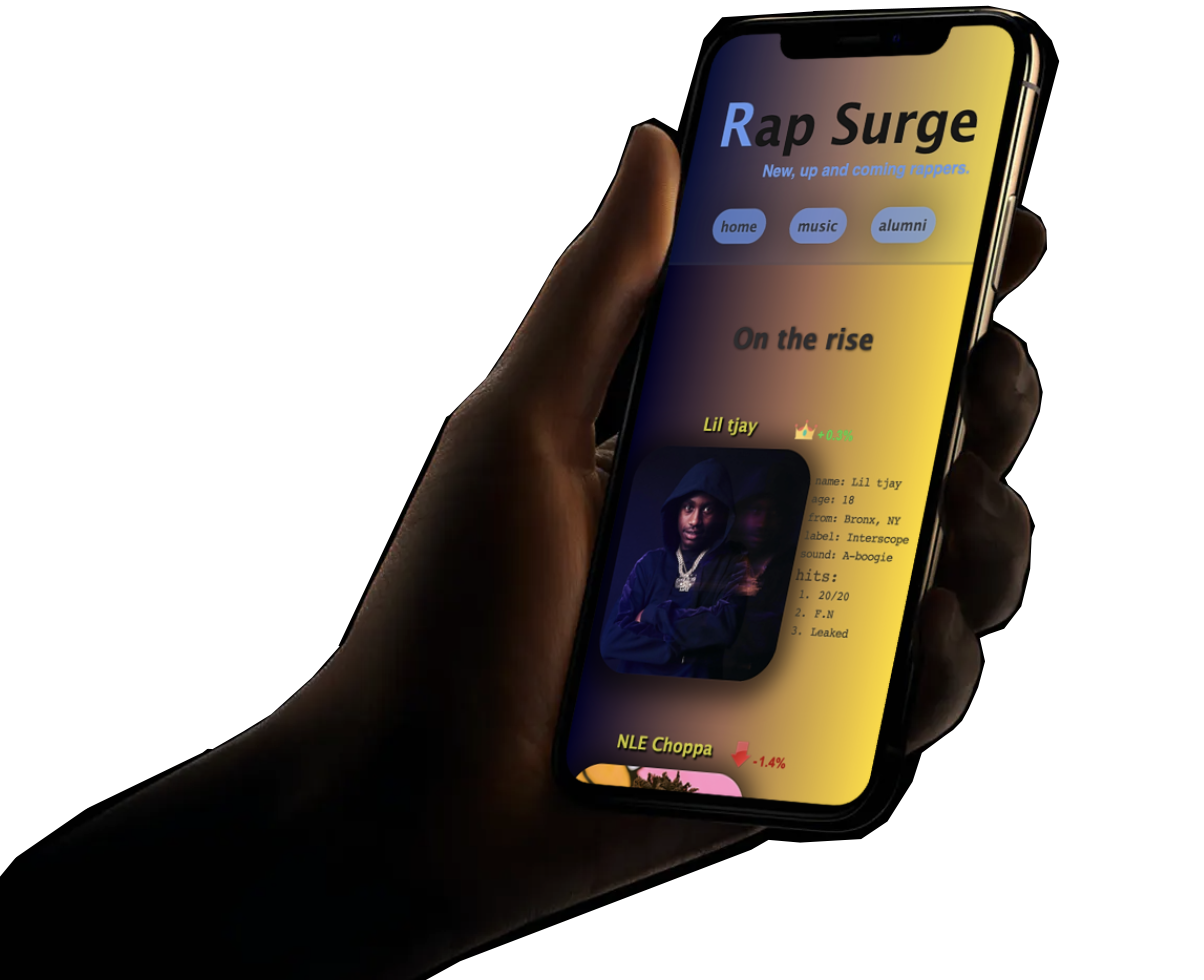 Rap Surge
New, up and coming rappers.
home music alumni
On the rise
Lil tjay +0.3%
name: Lil tjay
age: 18
from: Bronx, NY
label: Interscope
sound: A-boogie
hits:
1. 20/20
2. F.N
3. Leaked
NLE Choppa -1.4%